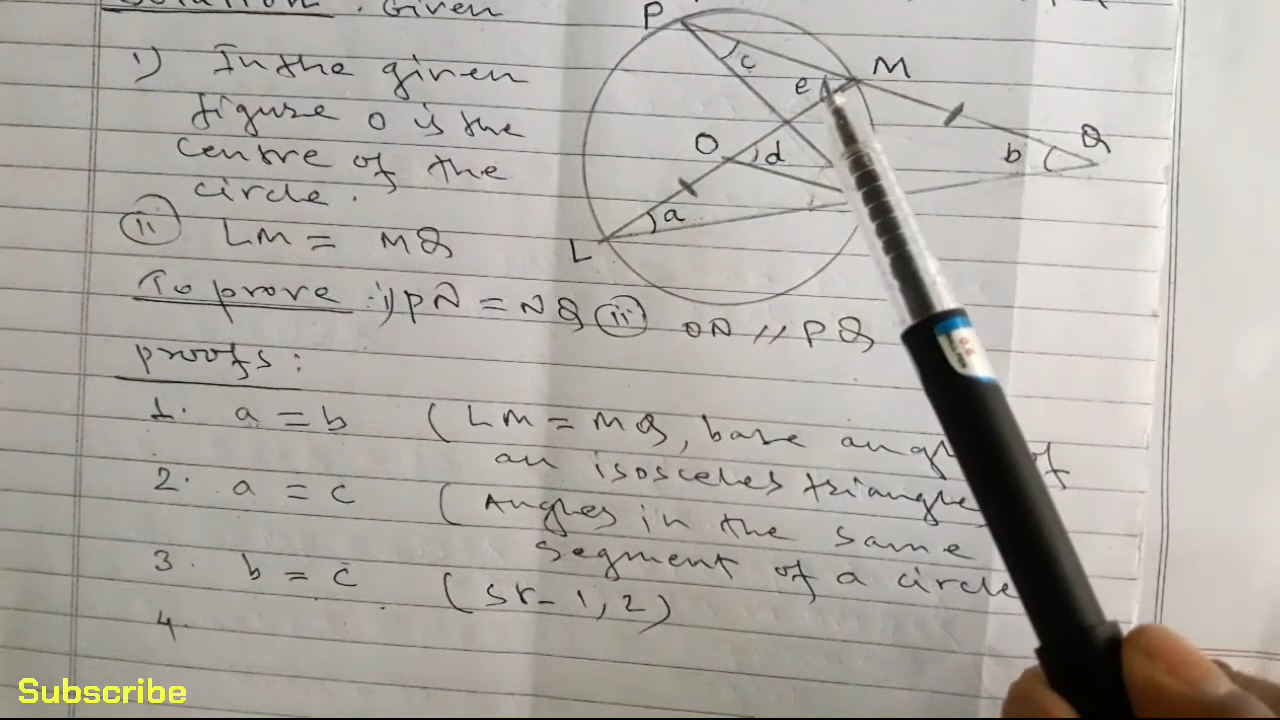 Solution. Given
1) In the given
figure O is the
centre of the
circle.
(ii) LM = MQ
To prove :- i) PN = NQ (ii) ON // PQ
proofs:
1. a = b (LM = MQ, base angles of
an isosceles triangle
2. a = c (Angles in the same
segment of a circle
3. b = c (Sr-1,2)
4.
P
c
e
M
O
d
b
Q
a
L
Subscribe